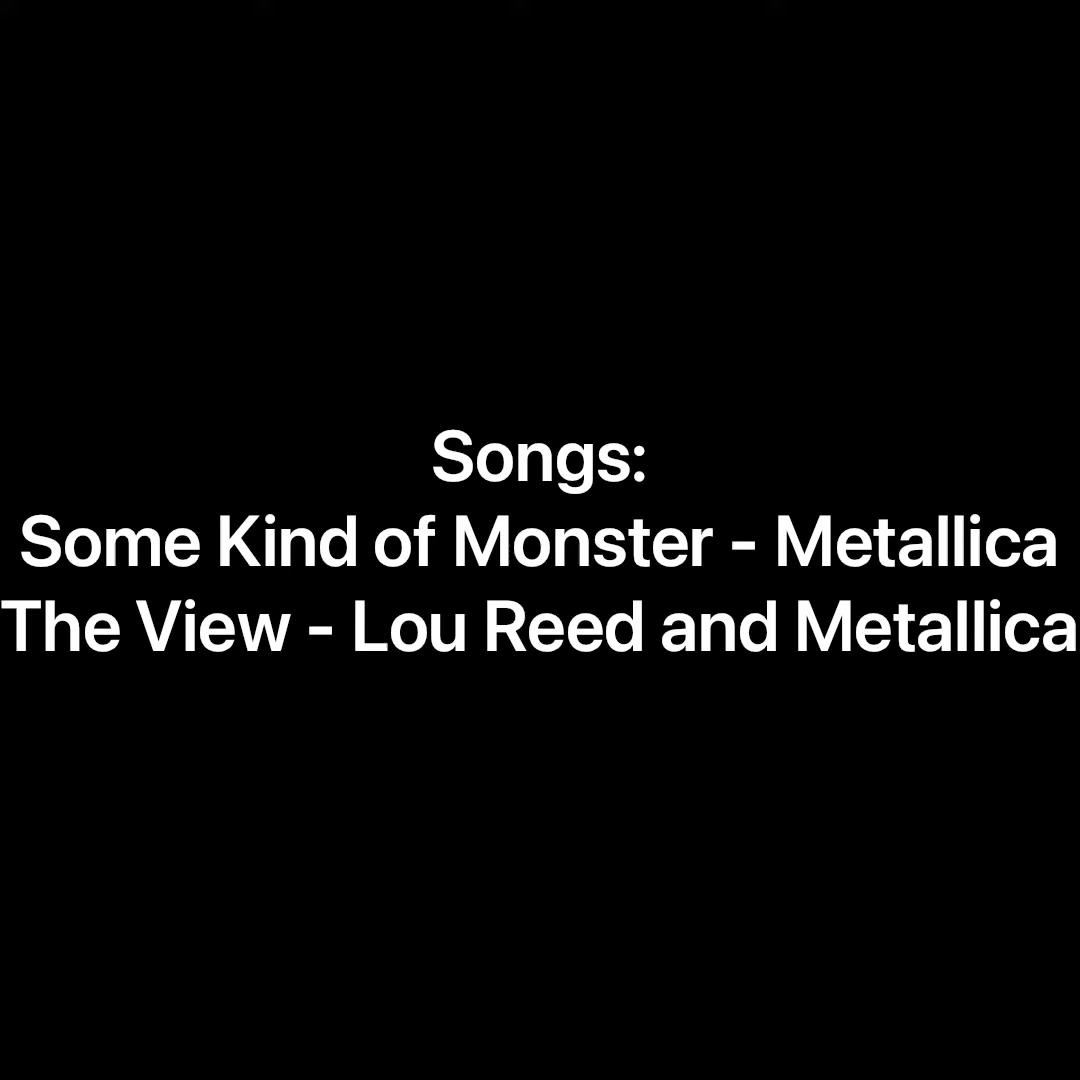 Songs:
Some Kind of Monster - Metallica
The View - Lou Reed and Metallica